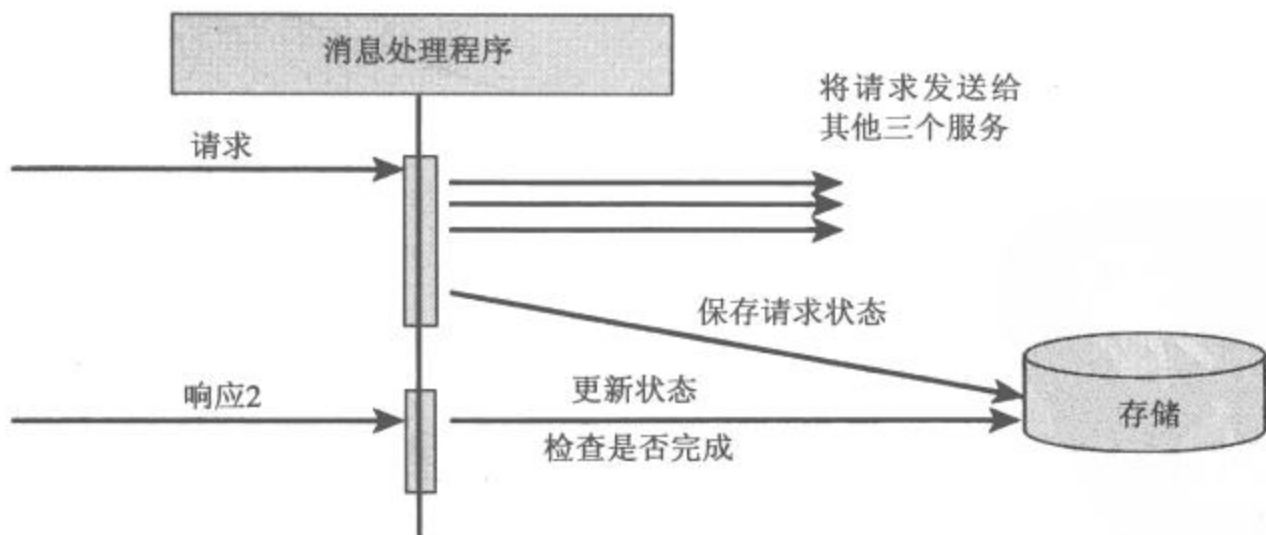 消息处理程序
将请求发送给
其他三个服务
请求
保存请求状态
响应2
更新状态
检查是否完成
存储